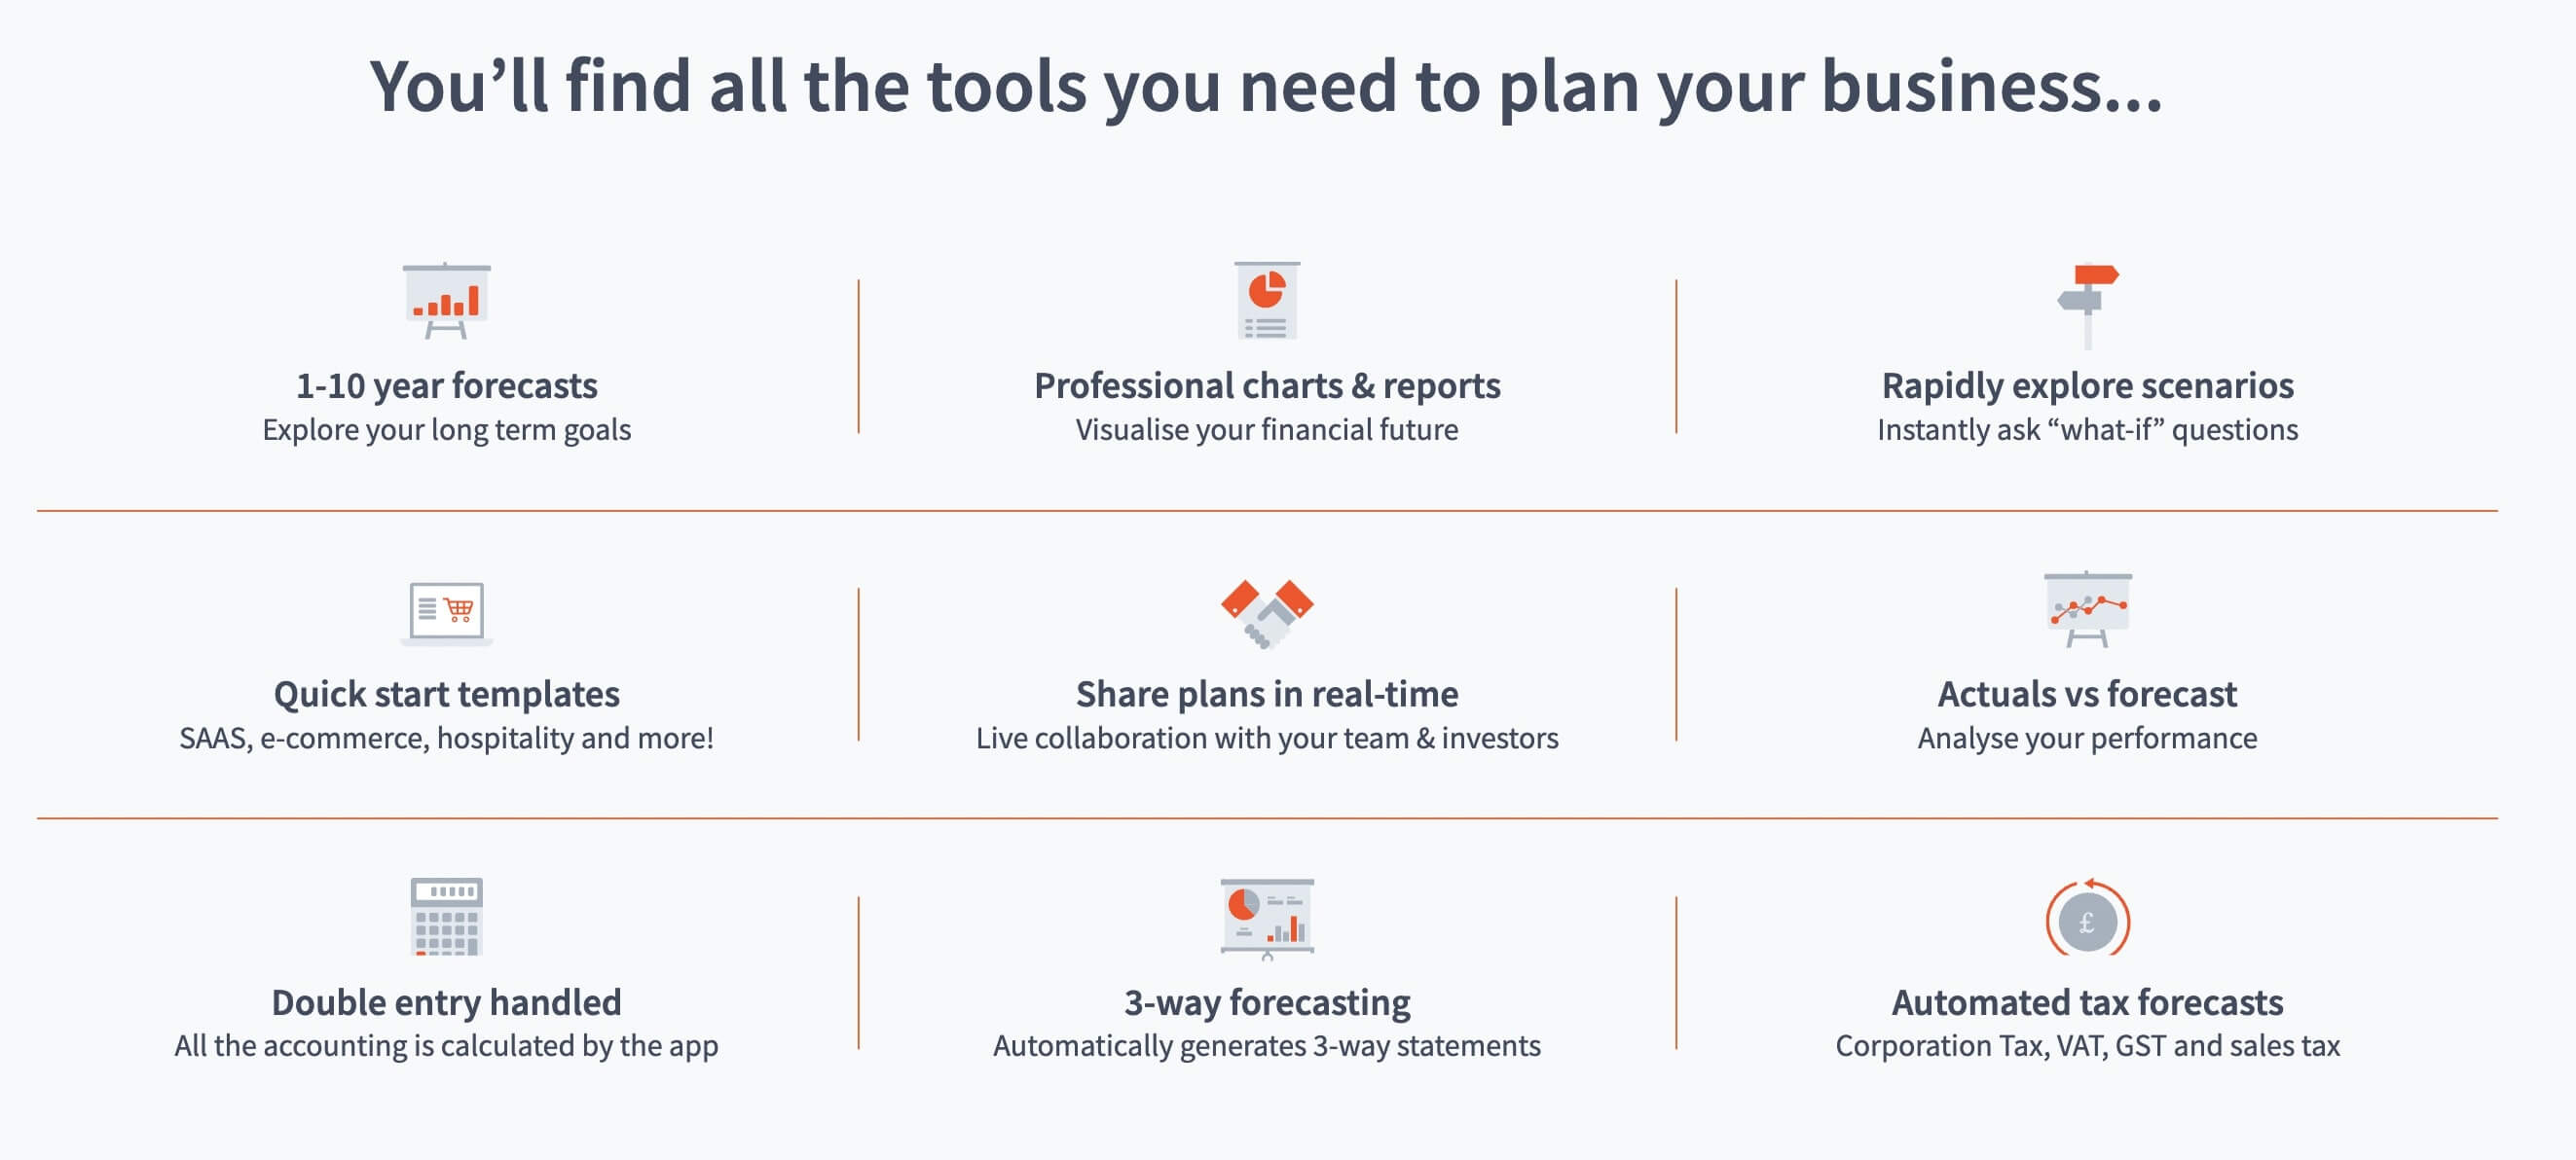 You’ll find all the tools you need to plan your business...
1-10 year forecasts
Explore your long term goals
Professional charts & reports
Visualise your financial future
Rapidly explore scenarios
Instantly ask “what-if” questions
Quick start templates
SAAS, e-commerce, hospitality and more!
Share plans in real-time
Live collaboration with your team & investors
Actuals vs forecast
Analyse your performance
Double entry handled
All the accounting is calculated by the app
3-way forecasting
Automatically generates 3-way statements
£
Automated tax forecasts
Corporation Tax, VAT, GST and sales tax